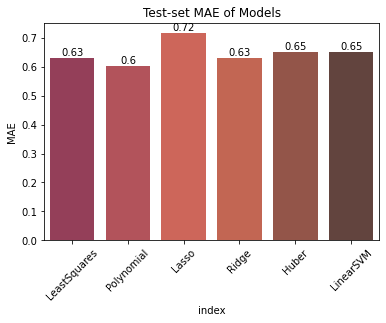 Test-set MAE of Models
MAE
0.7
0.6
0.5
0.4
0.3
0.2
0.1
0.0
0.63
0.6
0.72
0.63
0.65
0.65
LeastSquares
Polynomial
Lasso
Ridge
Huber
LinearSVM
index